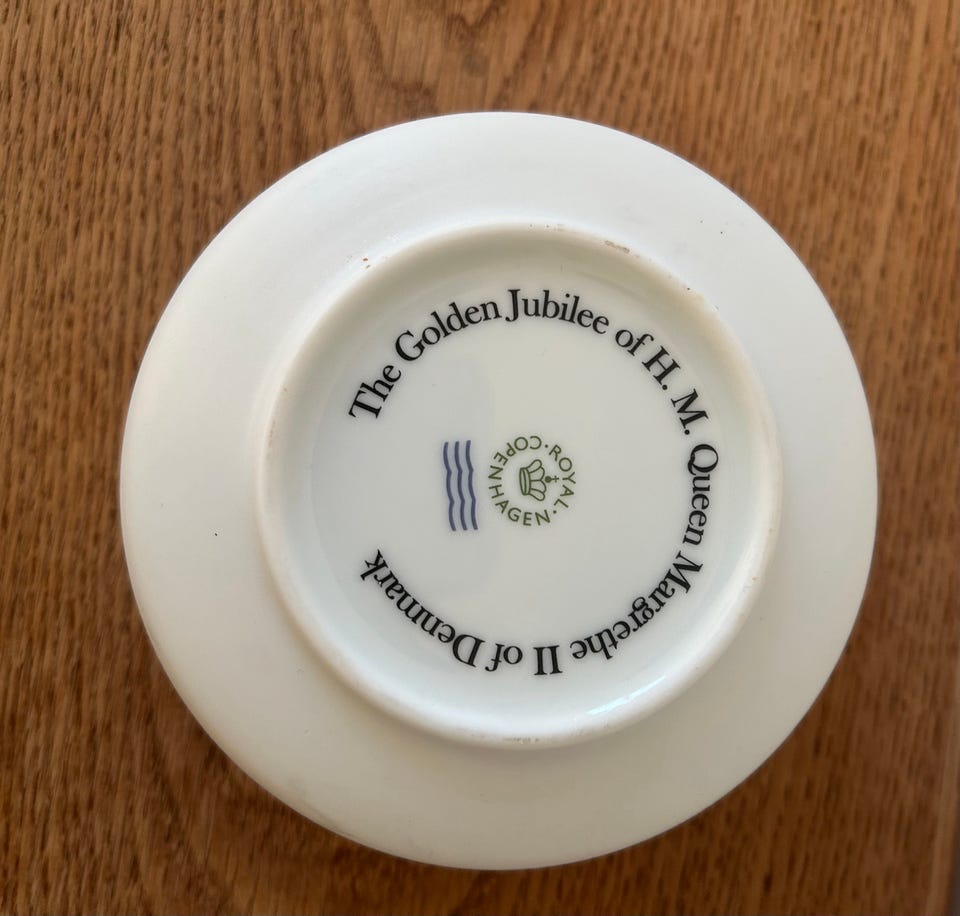 The Golden Jubilee of H. M. Queen Margrethe II of Denmark
ROYAL · COPENHAGEN ·